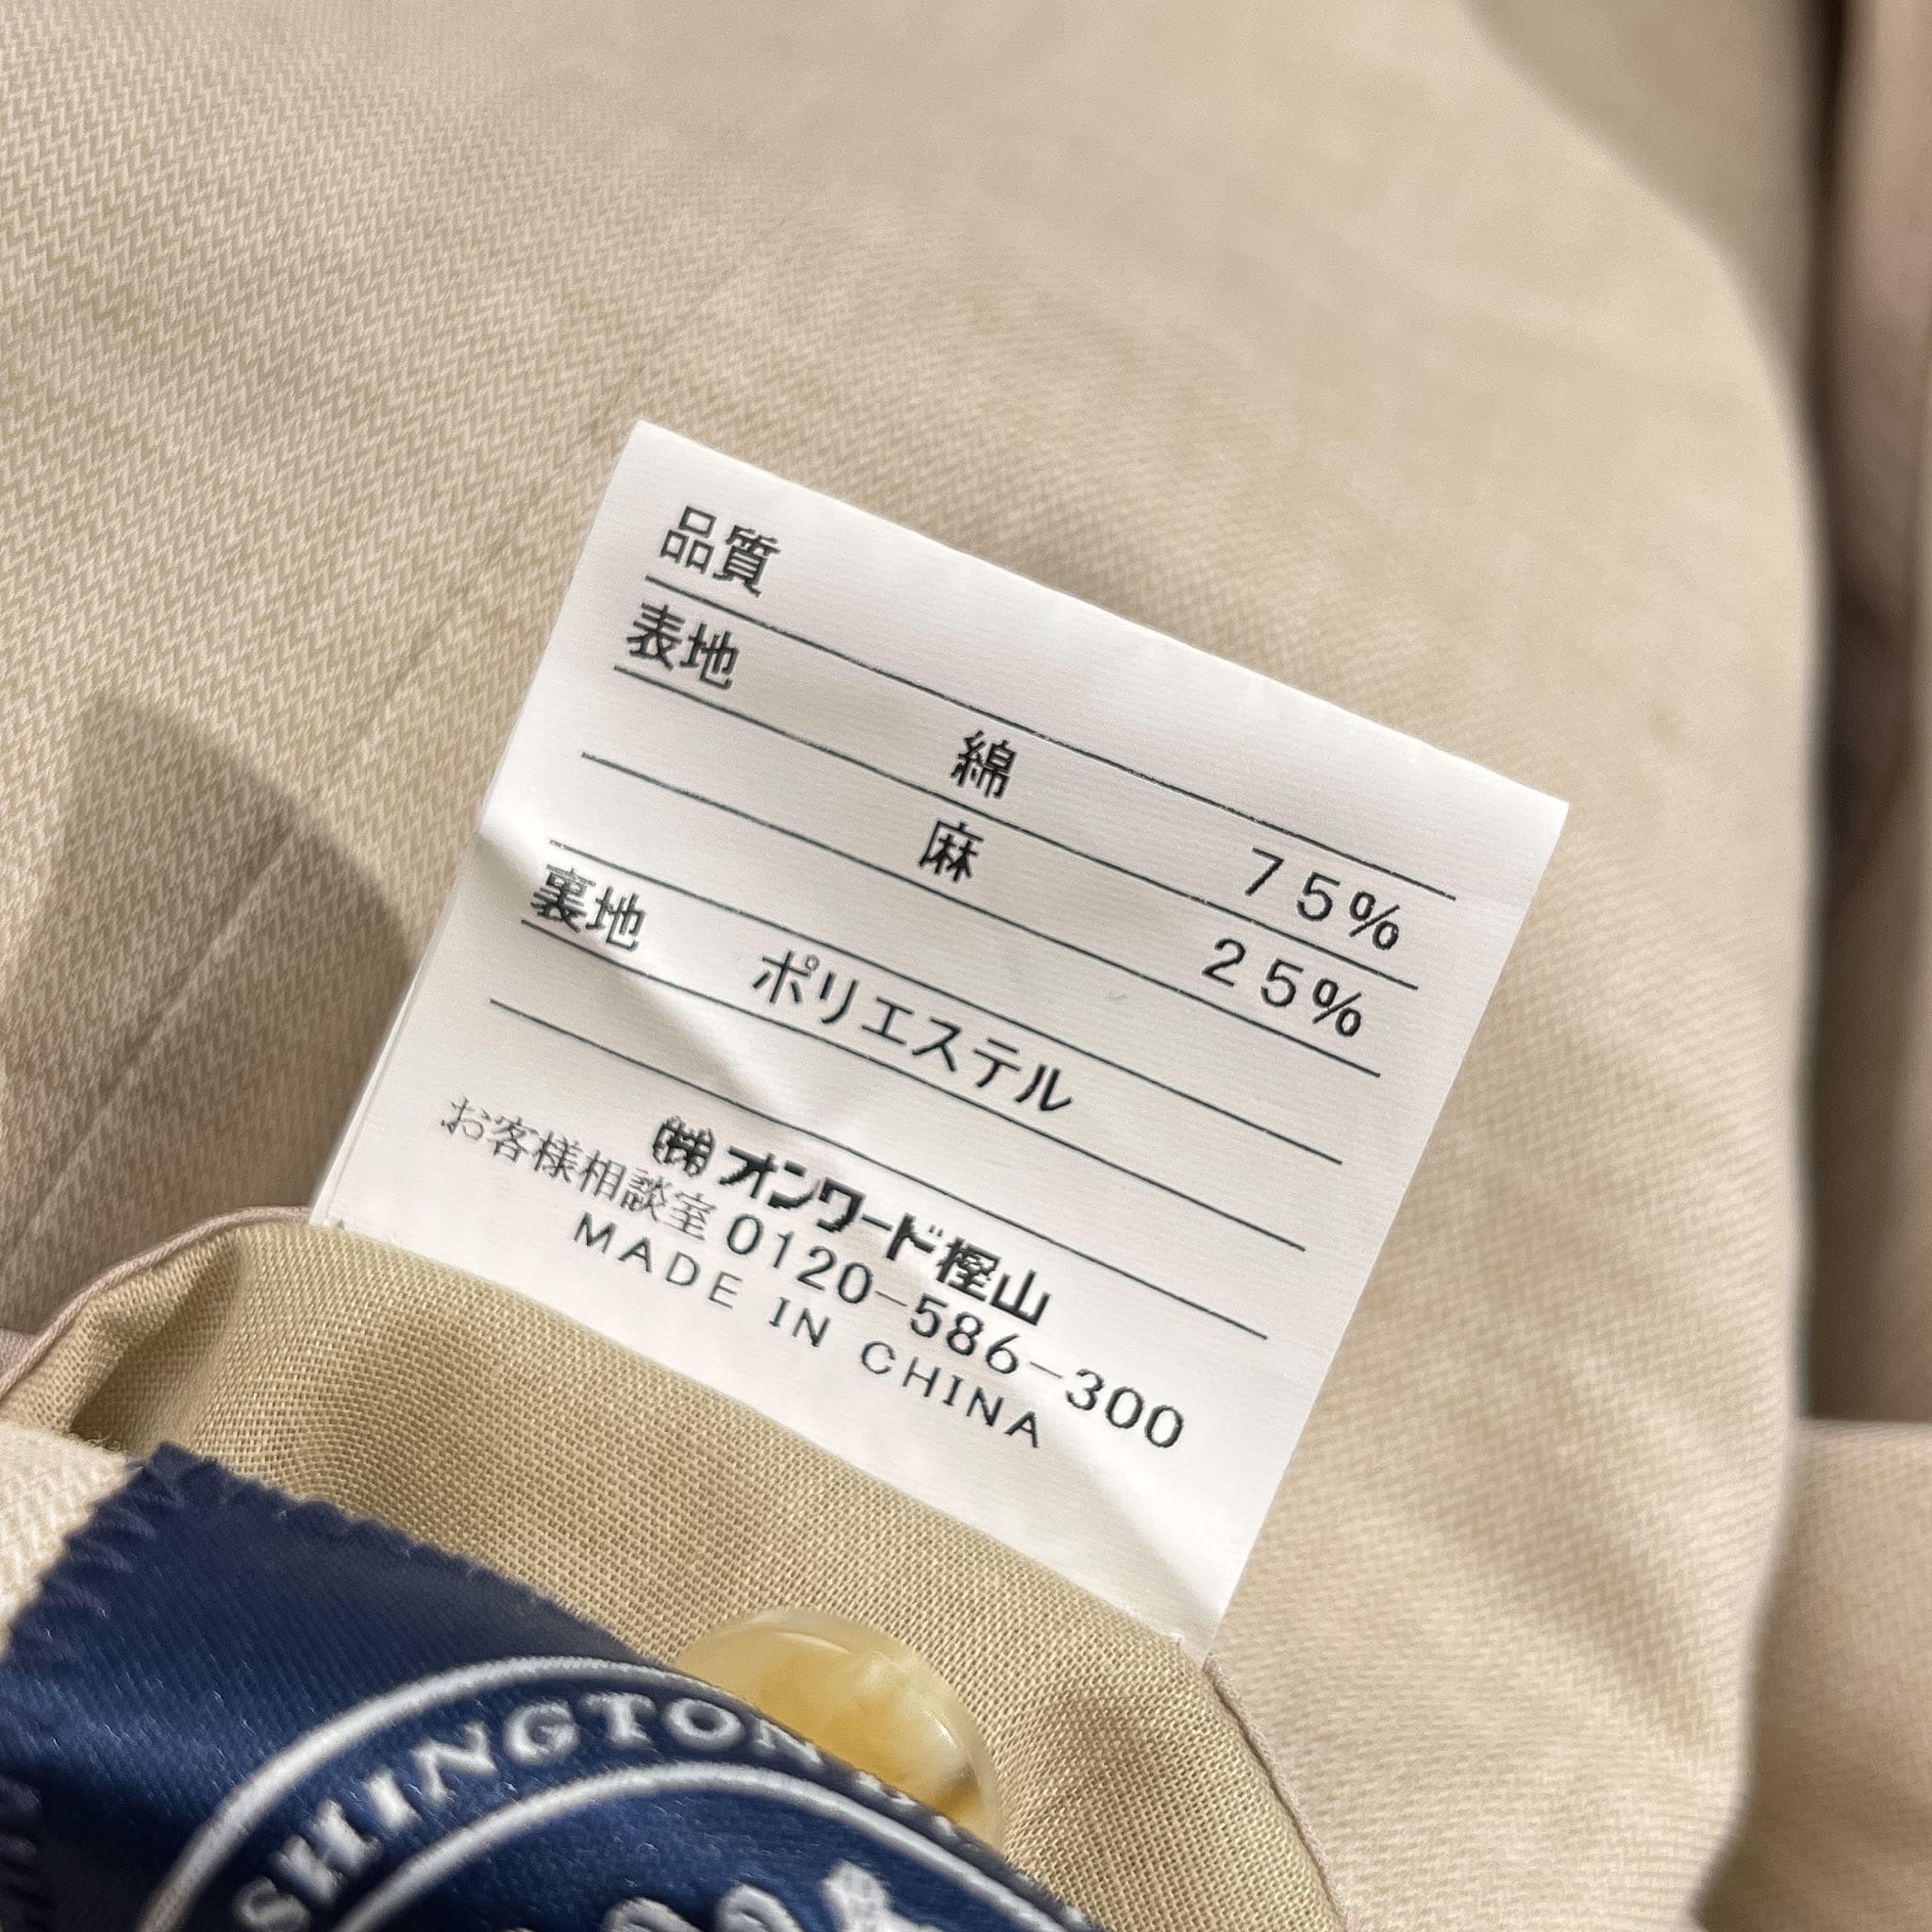 品質
表地
綿 75%
麻 25%
裏地
ポリエステル
㈱オンワード樫山
お客様相談室 0120-586-300
MADE IN CHINA
SHINGTON